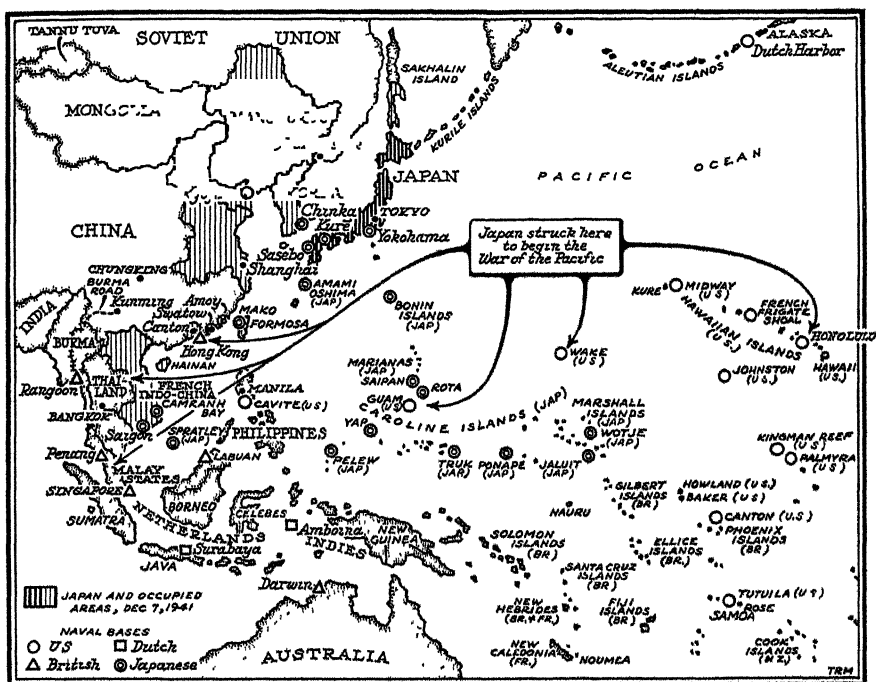 TANNU TUVA
SOVIET UNION
ALASKA
Dutch Harbor
ALEUTIAN ISLANDS
SAKHALIN
ISLAND
KURILE ISLANDS
MONGOLIA
PACIFIC OCEAN
JAPAN
CHINA
Chinka
Kure
TOKYO
Yokohama
Sasebo
Shanghai
Japan struck here
to begin the
War of the Pacific
CHUNGKING
BURMA
ROAD
Kunming
AMAMI
OSHIMA
(JAP)
BONIN
ISLANDS
(JAP)
KURE
MIDWAY
(US)
HAWAIIAN ISLANDS
(U.S.)
FRENCH
FRIGATE
SHOAL
HONOLULU
HAWAII
(U.S.)
INDIA
Amoy
Swatow
Canton
MAKO
FORMOSA
BURMA
Hong Kong
HAINAN
WAKE
(US)
JOHNSTON
(U.S.)
MARIANAS
(JAP)
SAIPAN
ROTA
Rangoon
THAI-
LAND
FRENCH
INDO-CHINA
CAMRANH
BAY
MANILA
CAVITE (US)
GUAM
(US)
CAROLINE ISLANDS (JAP)
MARSHALL
ISLANDS
(JAP)
WOTJE
(JAP)
BANGKOK
Saigon
SPRATLEY
(JAP)
PHILIPPINES
YAP
KINGMAN REEF
(U.S)
PALMYRA
(U.S)
Penang
LABUAN
PELEW
(JAP)
TRUK
(JAP)
PONAPE
(JAP)
JALUIT
(JAP)
MALAY
STATES
SINGAPORE
BORNEO
CELEBES
NAURU
GILBERT
ISLANDS
(BR)
HOWLAND (U.S.)
BAKER (US)
CANTON (U.S)
PHOENIX
ISLANDS
(BR)
SUMATRA
NETHERLANDS INDIES
Amboina
NEW
GUINEA
SOLOMON
ISLANDS
(BR)
ELLICE
ISLANDS
(BR.)
JAVA
Surabaya
SANTA CRUZ
ISLANDS
(BR)
Darwin
NEW
HEBRIDES
(BR. & FR.)
FIJI
ISLANDS
(BR)
TUTUILA (U.S)
ROSE
SAMOA
JAPAN AND OCCUPIED
AREAS, DEC 7, 1941
NAVAL BASES
US
Dutch
British
Japanese
AUSTRALIA
NEW
CALEDONIA
(FR.)
NOUMEA
COOK
ISLANDS
(N.Z.)
TRM